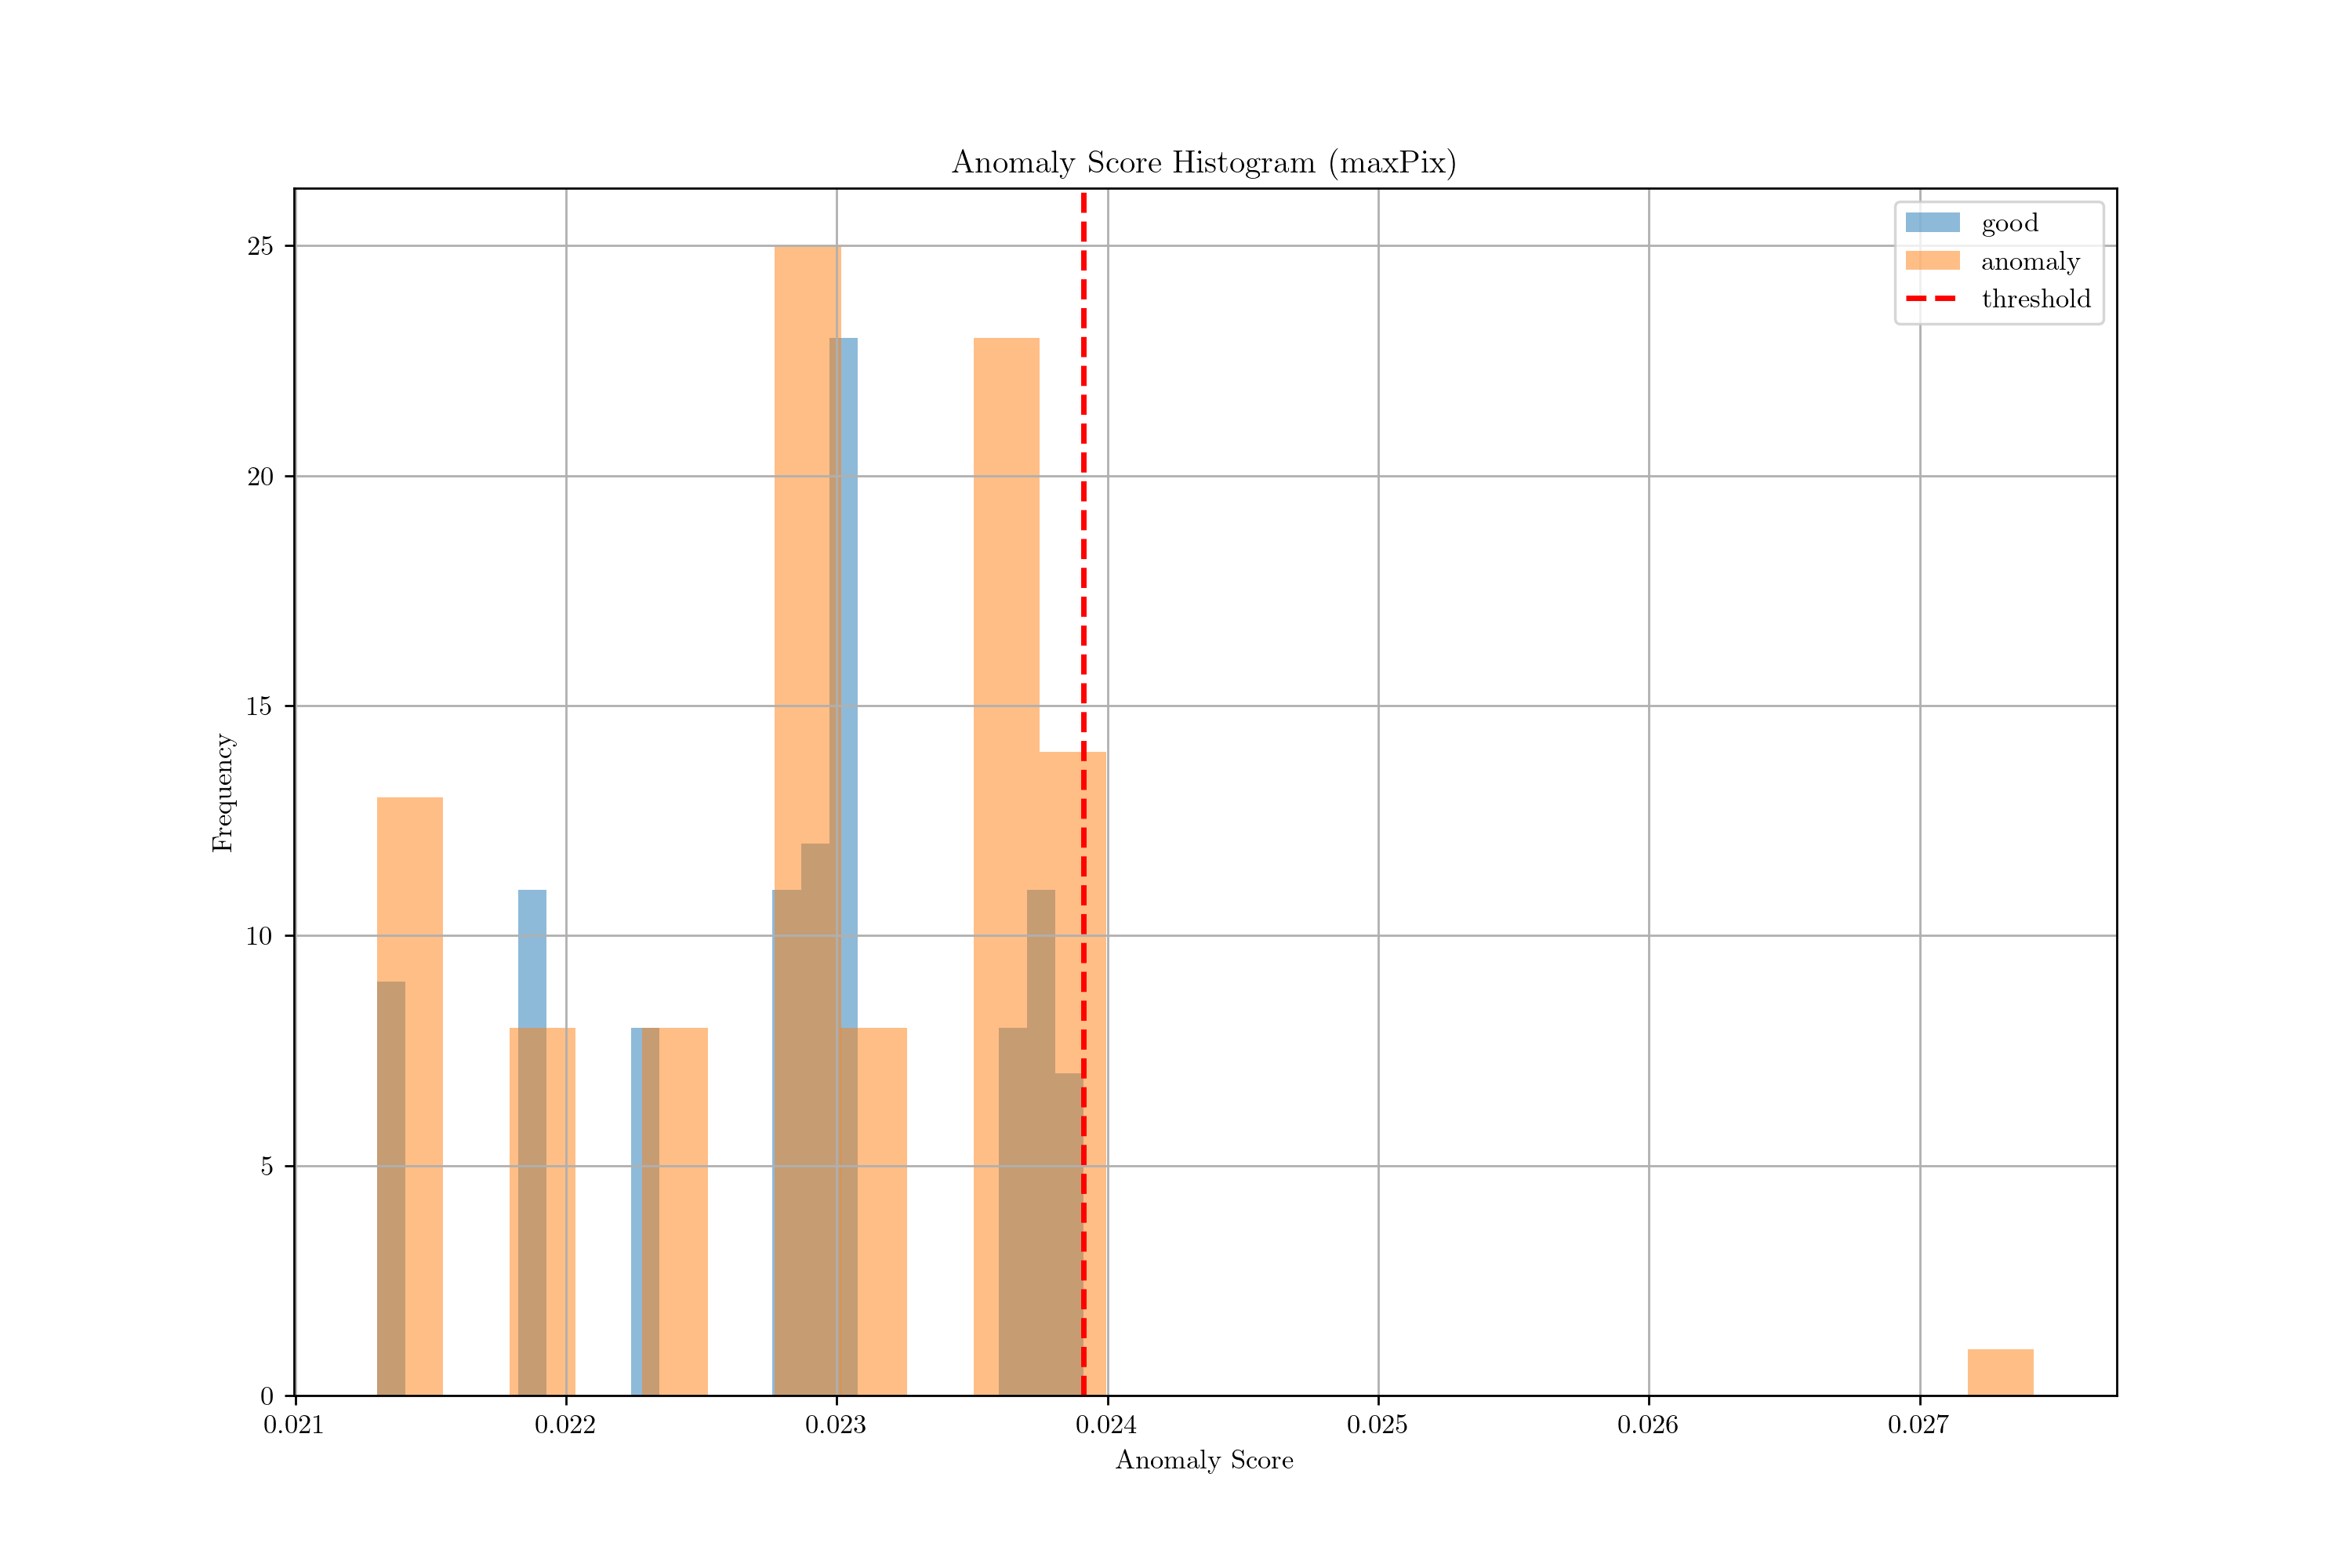 Anomaly Score Histogram (maxPix)
good
anomaly
threshold
25
20
15
10
5
0
Frequency
0.021 0.022 0.023 0.024 0.025 0.026 0.027
Anomaly Score